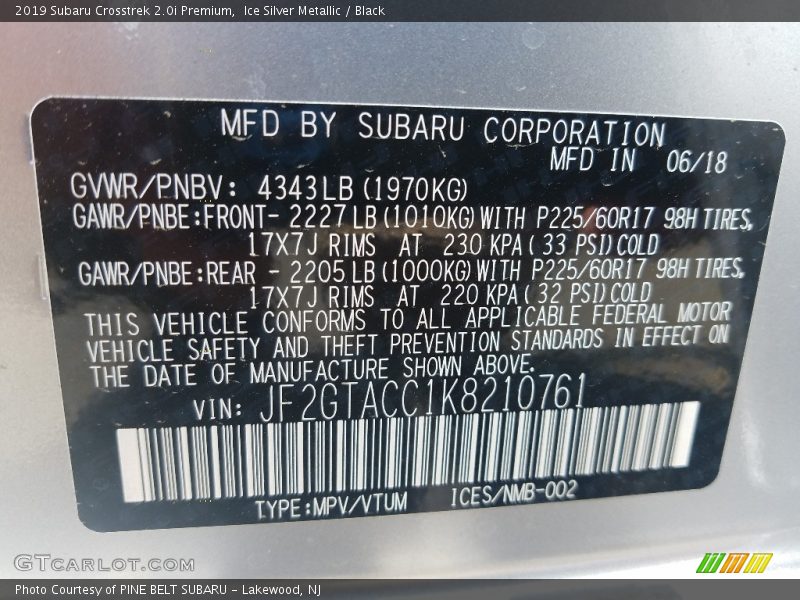 2019 Subaru Crosstrek 2.0i Premium, Ice Silver Metallic / Black
MFD BY SUBARU CORPORATION
MFD IN 06/18
GVWR/PNBV: 4343LB (1970KG)
GAWR/PNBE:FRONT- 2227 LB (1010KG) WITH P225/60R17 98H TIRES,
17X7J RIMS AT 230 KPA ( 33 PSI) COLD
GAWR/PNBE:REAR - 2205 LB (1000KG) WITH P225/60R17 98H TIRES,
17X7J RIMS AT 220 KPA ( 32 PSI) COLD
THIS VEHICLE CONFORMS TO ALL APPLICABLE FEDERAL MOTOR
VEHICLE SAFETY AND THEFT PREVENTION STANDARDS IN EFFECT ON
THE DATE OF MANUFACTURE SHOWN ABOVE.
VIN: JF2GTACC1K8210761
TYPE:MPV/VTUM ICES/NMB-002
GTCARLOT.COM
Photo Courtesy of PINE BELT SUBARU - Lakewood, NJ